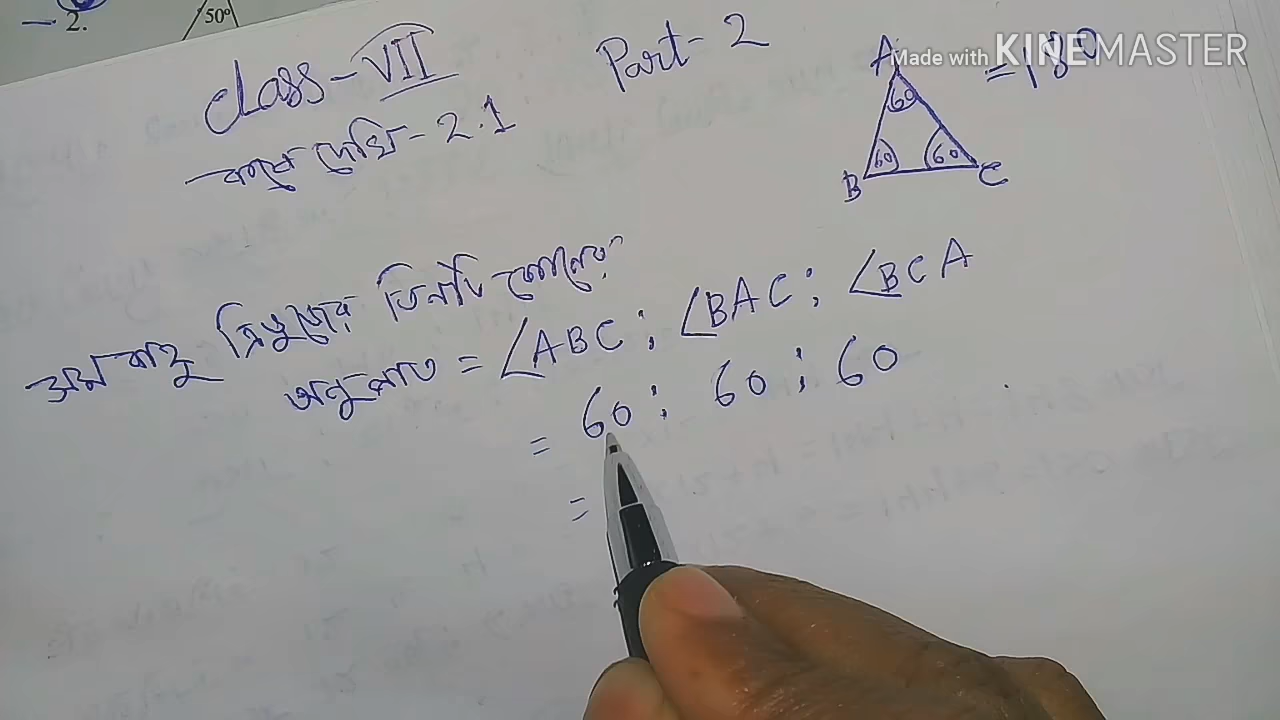 — 2.
50°
Class - VII
Part - 2
কষে দেখি - 2.1
Made with KINEMASTER
A
= 180
60
60
60
B
C
সমবাহু ত্রিভুজের তিনটি কোনের
অনুপাত = ∠ABC : ∠BAC : ∠BCA
= 60 : 60 : 60
=